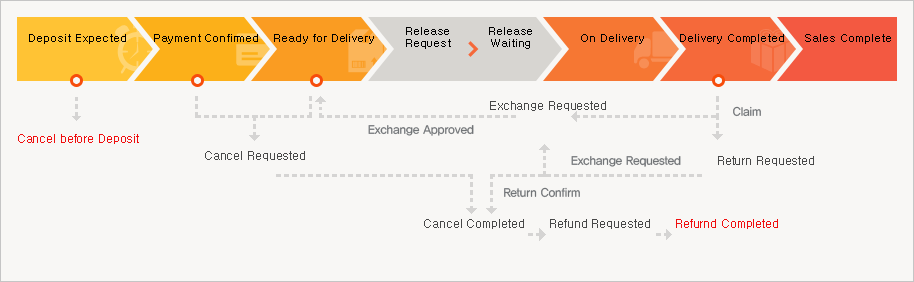 Deposit Expected
Payment Confirmed
Ready for Delivery
Release
Request
Release
Waiting
On Delivery
Delivery Completed
Sales Complete
Exchange Requested
Claim
Exchange Approved
Cancel before Deposit
Cancel Requested
Exchange Requested
Return Requested
Return Confirm
Cancel Completed
Refund Requested
Refurnd Completed